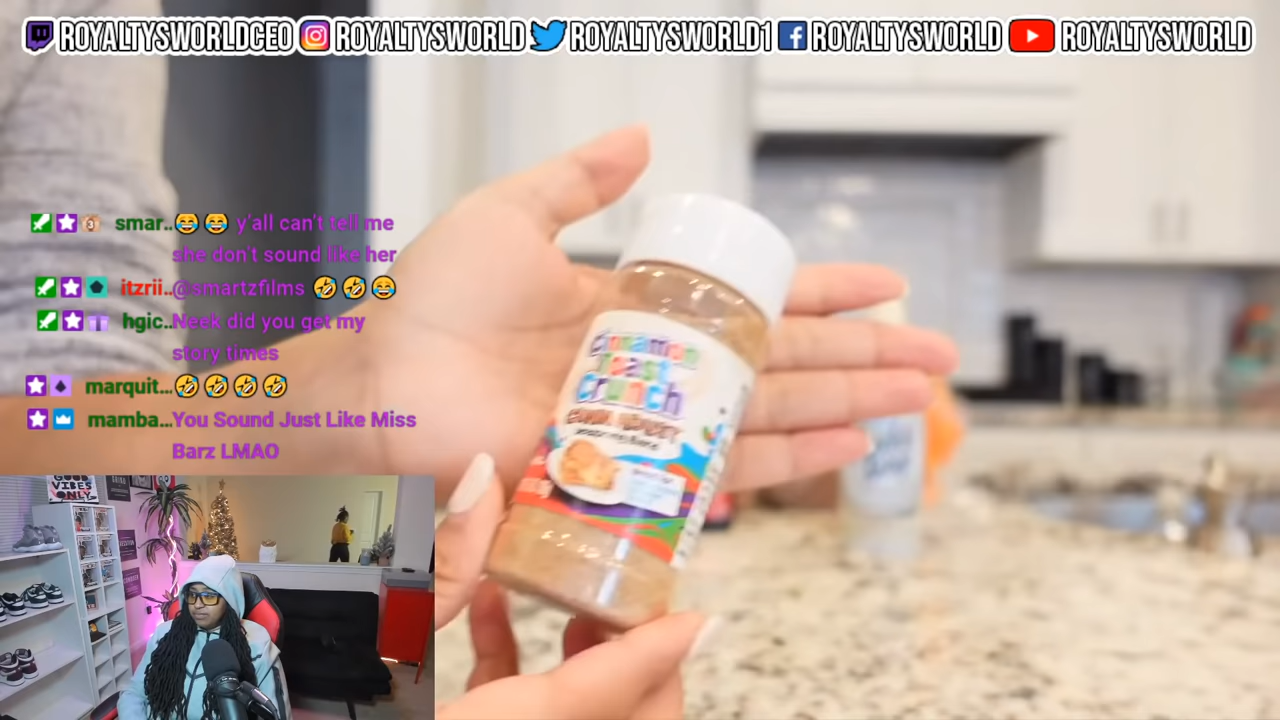 ROYALTYSWORLDCEO ROYALTYSWORLD ROYALTYSWORLD1 ROYALTYSWORLD ROYALTYSWORLD
smar..😂 😂 y'all can't tell me
she don't sound like her
itzrii..@smartzfilms 🤣 🤣 😂
hgic..Neek did you get my
story times
marquit...🤣 🤣 🤣 🤣
mamba...You Sound Just Like Miss
Barz LMAO
Cinnamon
Toast
Crunch
GOOD VIBES
ONLY